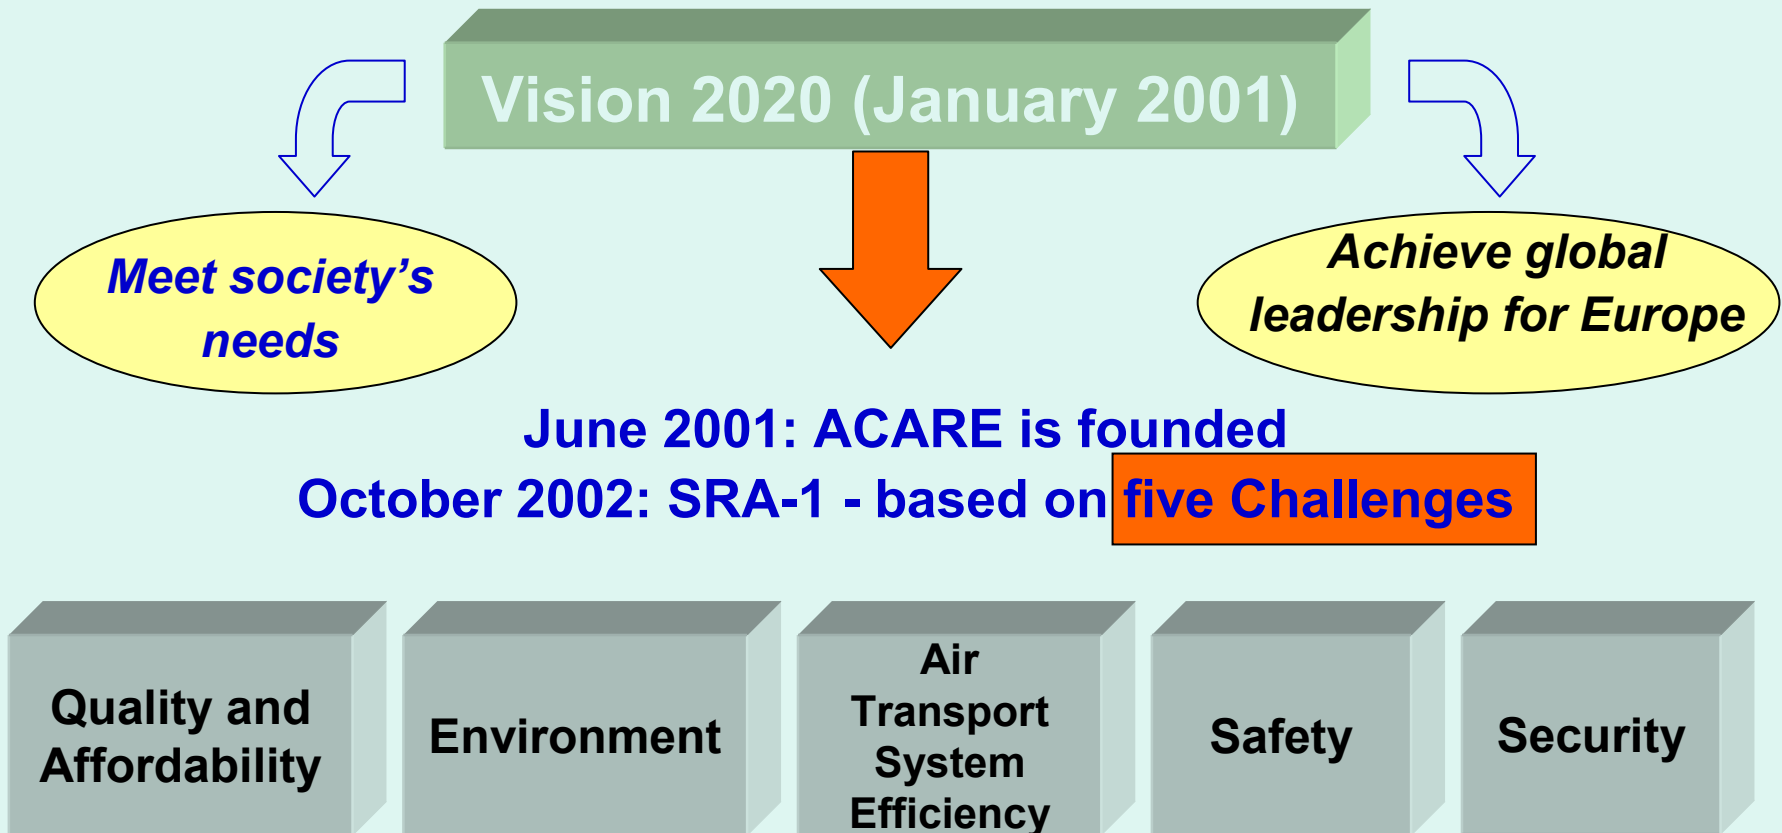 Vision 2020 (January 2001)
Meet society’s
needs
Achieve global
leadership for Europe
June 2001: ACARE is founded
October 2002: SRA-1 - based on five Challenges
Quality and
Affordability
Environment
Air
Transport
System
Efficiency
Safety
Security